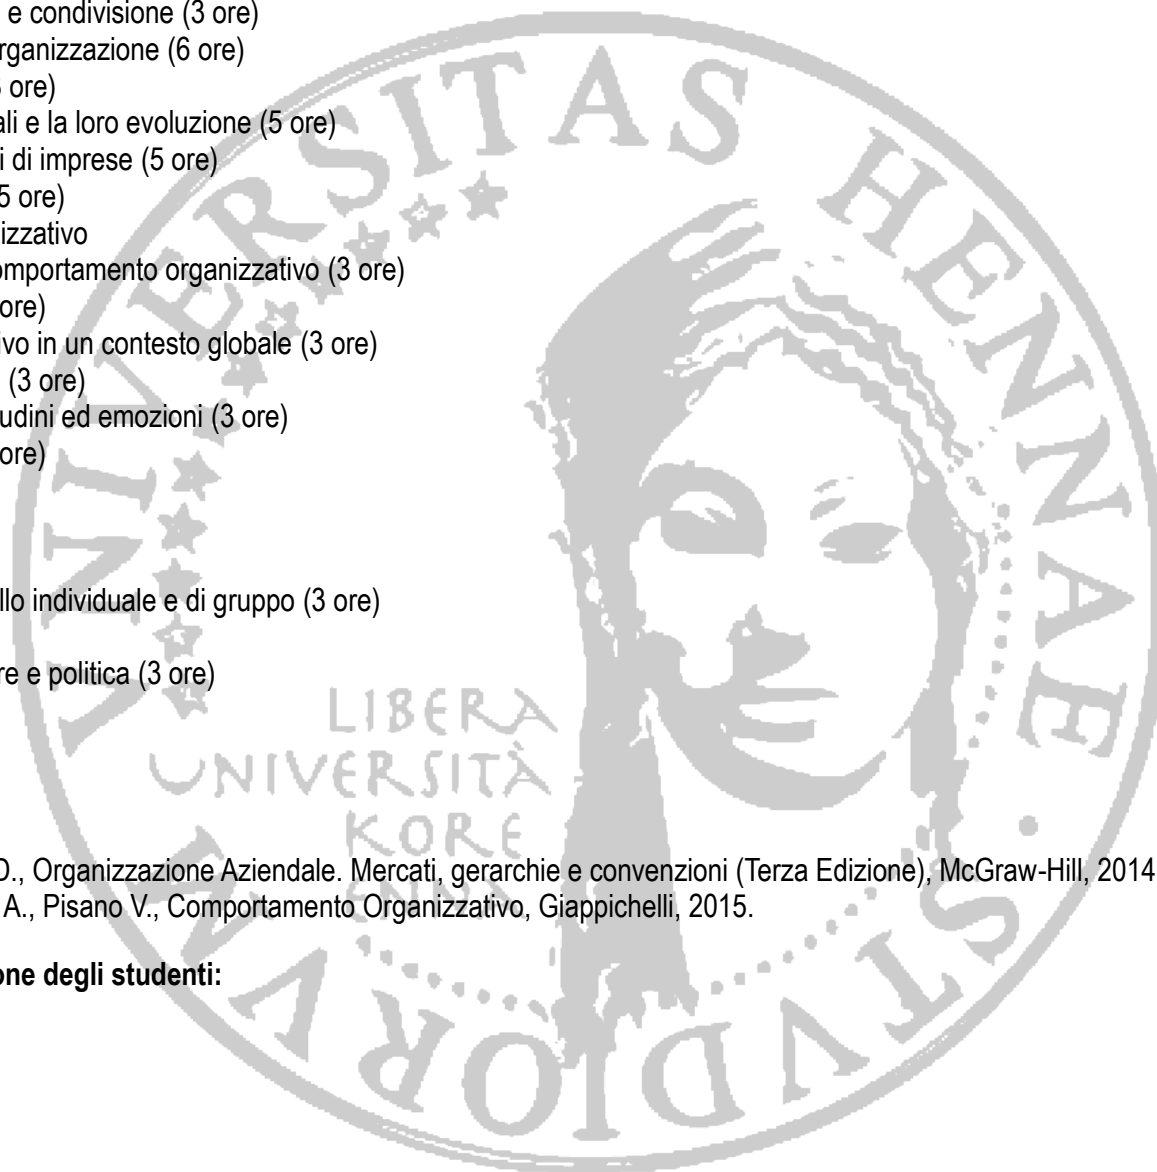 e condivisione (3 ore)
rganizzazione (6 ore)
ore)
ali e la loro evoluzione (5 ore)
i di imprese (5 ore)
5 ore)
izzativo
omportamento organizzativo (3 ore)
ore)
ivo in un contesto globale (3 ore)
(3 ore)
udini ed emozioni (3 ore)
ore)
llo individuale e di gruppo (3 ore)
re e politica (3 ore)
O., Organizzazione Aziendale. Mercati, gerarchie e convenzioni (Terza Edizione), McGraw-Hill, 2014
A., Pisano V., Comportamento Organizzativo, Giappichelli, 2015.
one degli studenti:
UNIVERSITAS HENNAE · STVDIORVM
LIBERA
UNIVERSITÀ
KORE
ENNA